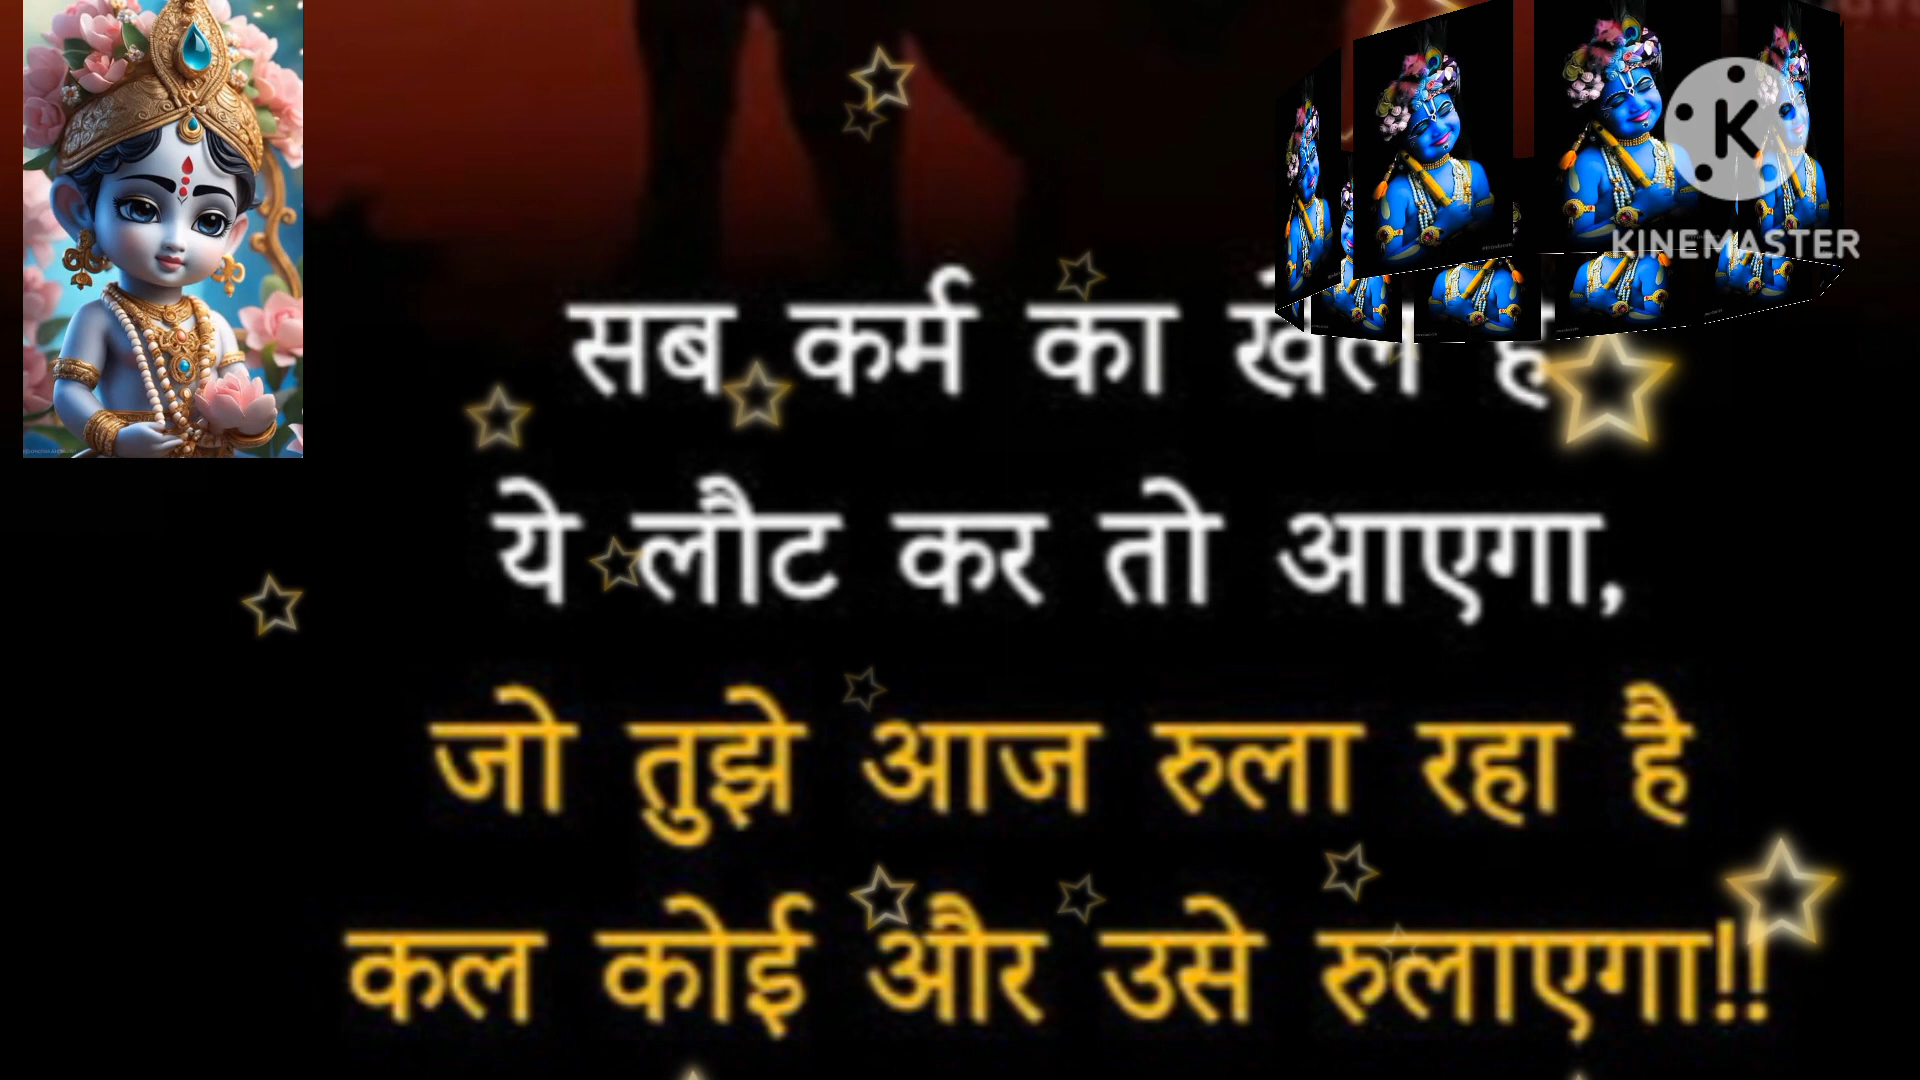 K
KINEMASTER
सब कर्म का खेल है
ये लौट कर तो आएगा,
जो तुझे आज रुला रहा है
कल कोई और उसे रुलाएगा!!